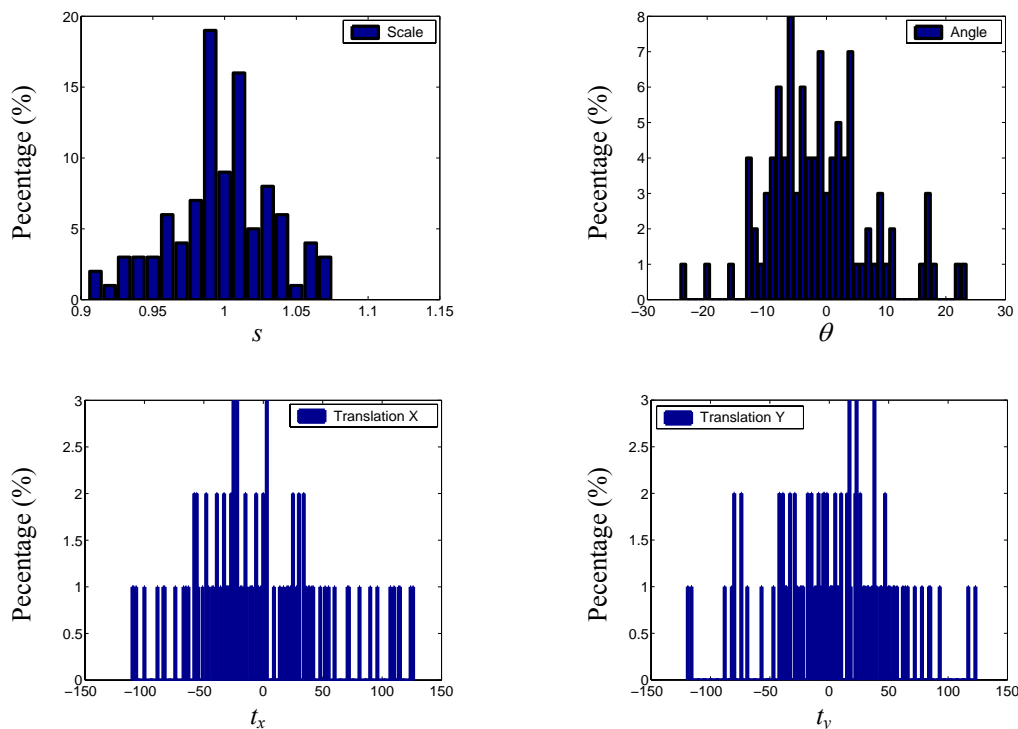 20
15
10
5
0
0.9 0.95 1 1.05 1.1 1.15
Scale
Pecentage (%)
s
8
7
6
5
4
3
2
1
0
−30 −20 −10 0 10 20 30
Angle
Pecentage (%)
θ
3
2.5
2
1.5
1
0.5
0
−150 −100 −50 0 50 100 150
Translation X
Pecentage (%)
tx
3
2.5
2
1.5
1
0.5
0
−150 −100 −50 0 50 100 150
Translation Y
Pecentage (%)
ty